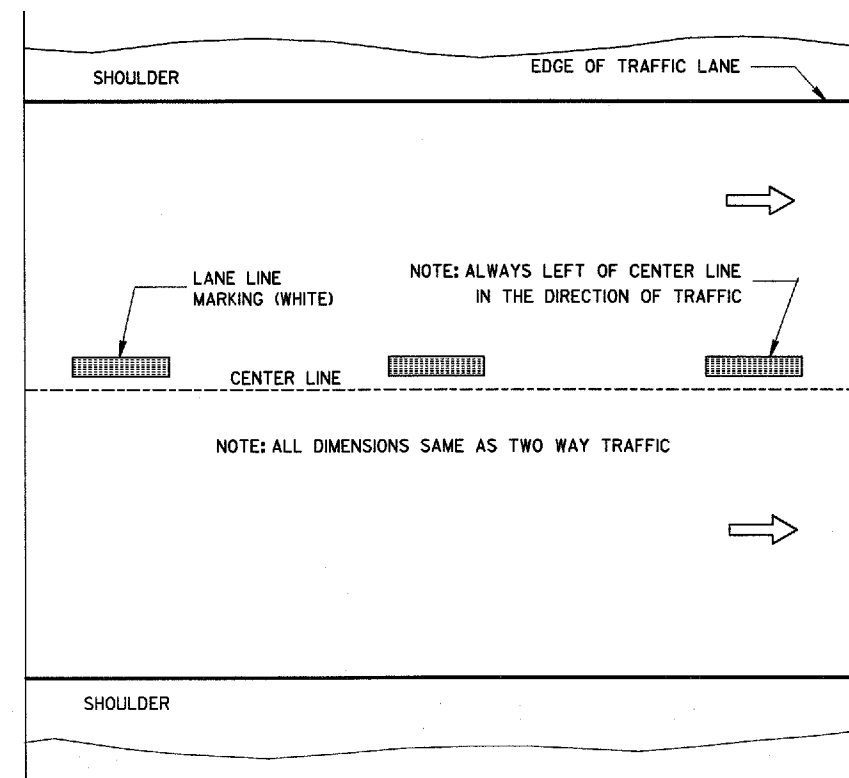 EDGE OF TRAFFIC LANE
SHOULDER
LANE LINE
MARKING (WHITE)
NOTE: ALWAYS LEFT OF CENTER LINE
IN THE DIRECTION OF TRAFFIC
CENTER LINE
NOTE: ALL DIMENSIONS SAME AS TWO WAY TRAFFIC
SHOULDER